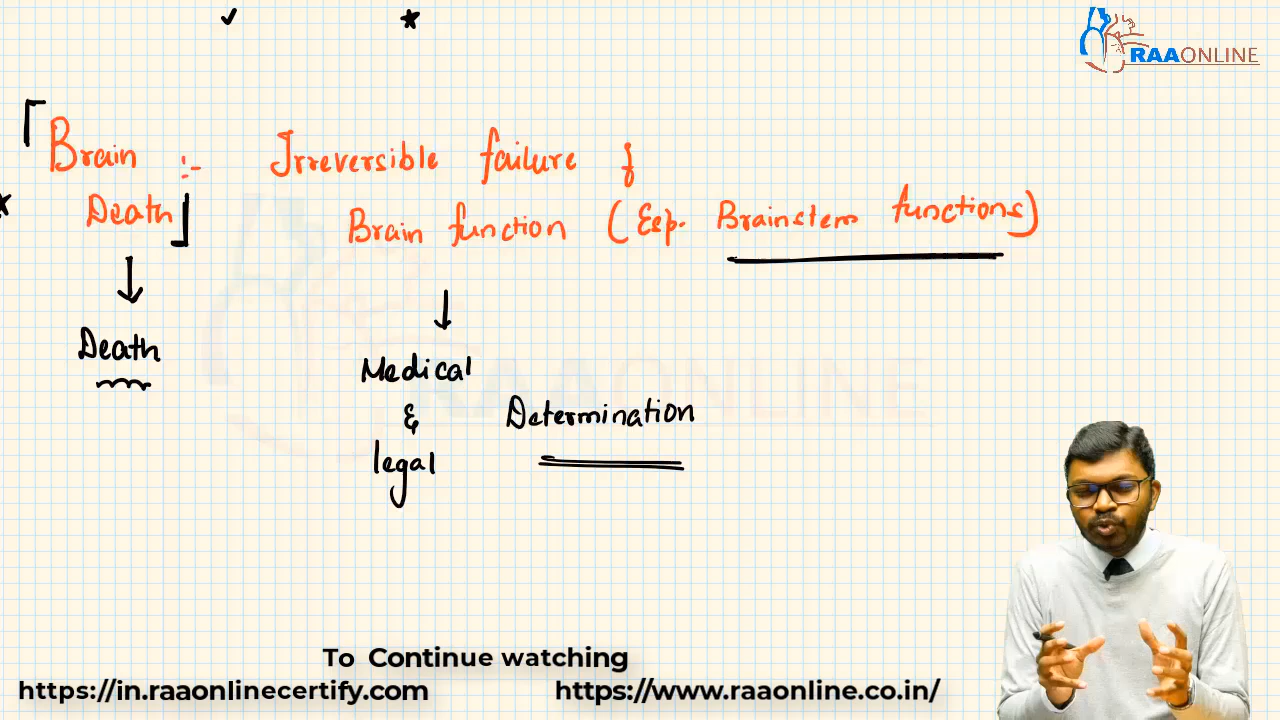 RAAONLINE
Brain :- Irreversible failure of
Death Brain function (Esp. Brainstem functions)
Death
Medical
& Determination
legal
RAAONLINE
To Continue watching
https://in.raaonlinecertify.com https://www.raaonline.co.in/